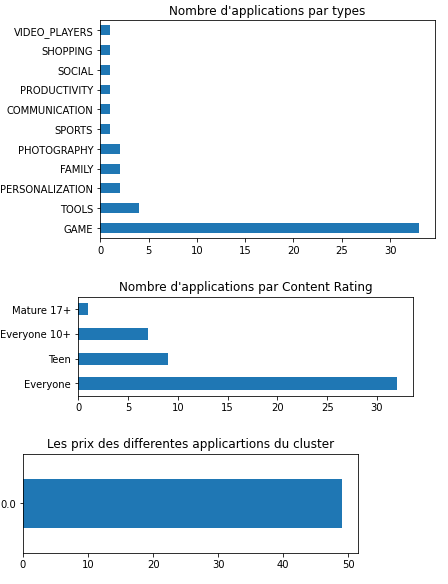 Nombre d'applications par types
VIDEO_PLAYERS
SHOPPING
SOCIAL
PRODUCTIVITY
COMMUNICATION
SPORTS
PHOTOGRAPHY
FAMILY
PERSONALIZATION
TOOLS
GAME
0 5 10 15 20 25 30
Nombre d'applications par Content Rating
Mature 17+
Everyone 10+
Teen
Everyone
0 5 10 15 20 25 30
Les prix des differentes applicartions du cluster
0.0
0 10 20 30 40 50